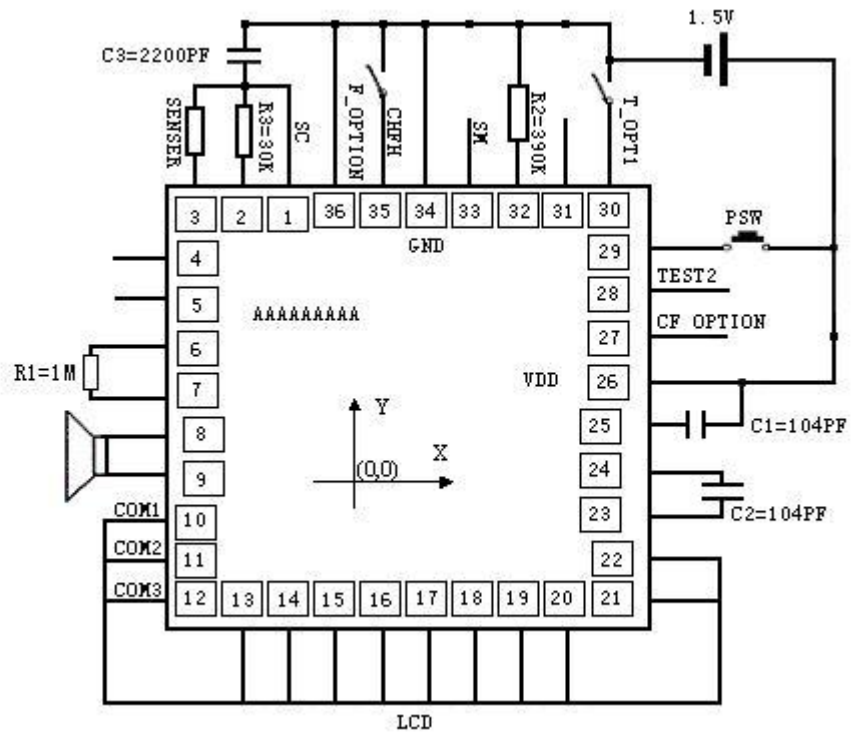 1.5V
C3=2200PF
SENSER
R3=30K
SC
F_OPTION
CHFH
SW
R2=390K
T_OPT1
3 2 1 36 35 34 33 32 31 30
GND
PSW
4 29
TEST2
5 28
AAAAAAAAA
CF OPTION
6 27
R1=1M
VDD
7 26
Y
8 25
C1=104PF
X
9 24
(0,0)
COM1
10 23
C2=104PF
COM2
11 22
COM3
12 13 14 15 16 17 18 19 20 21
LCD